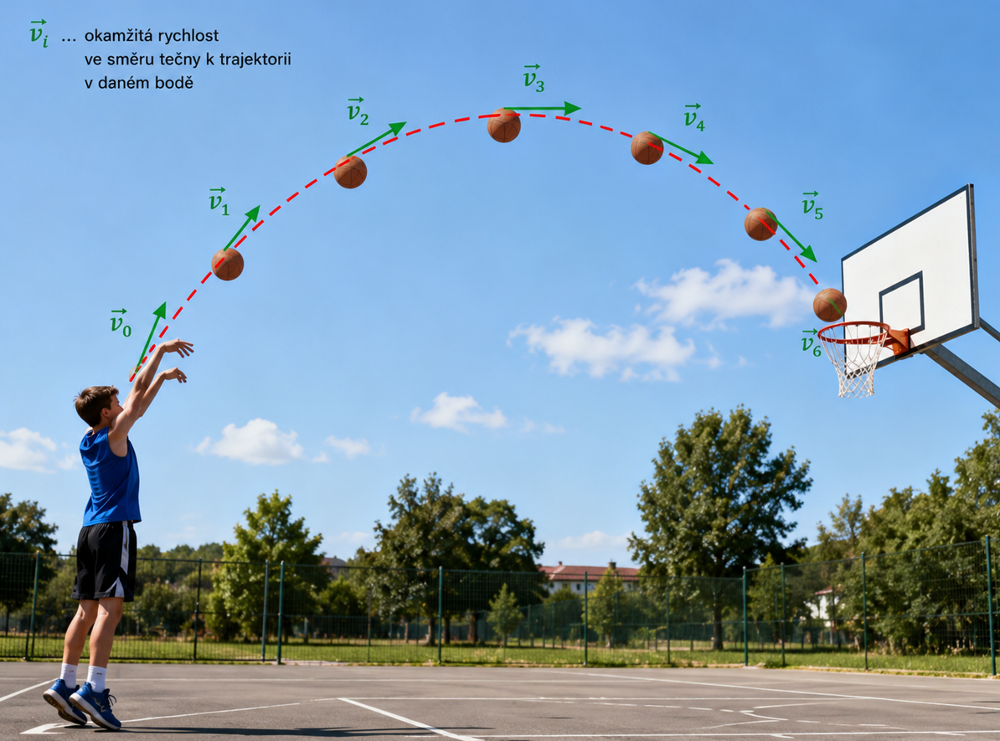 v⃗ᵢ ... okamžitá rychlost
ve směru tečny k trajektorii
v daném bodě
v⃗₃
v⃗₂
v⃗₄
v⃗₁
v⃗₅
v⃗₀
v⃗₆